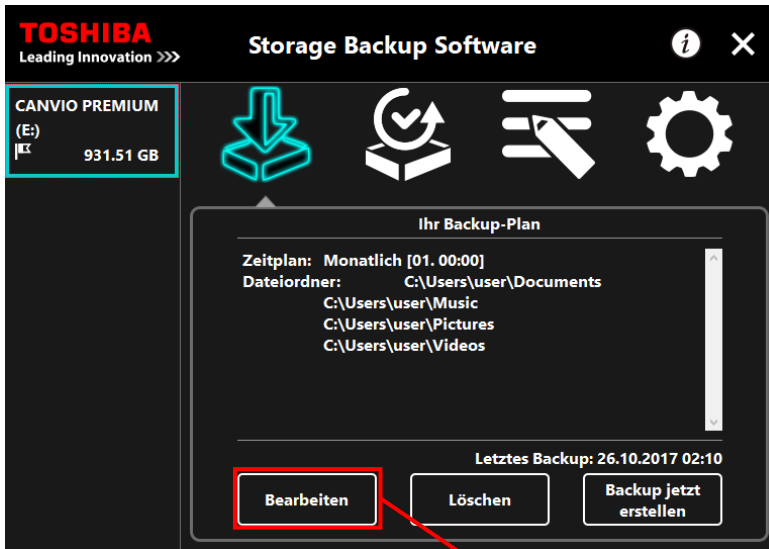 TOSHIBA
Leading Innovation >>>
Storage Backup Software
i
CANVIO PREMIUM
(E:)
931.51 GB
Ihr Backup-Plan
Zeitplan: Monatlich [01. 00:00]
Dateiordner: C:\Users\user\Documents
C:\Users\user\Music
C:\Users\user\Pictures
C:\Users\user\Videos
Letztes Backup: 26.10.2017 02:10
Bearbeiten
Löschen
Backup jetzt
erstellen